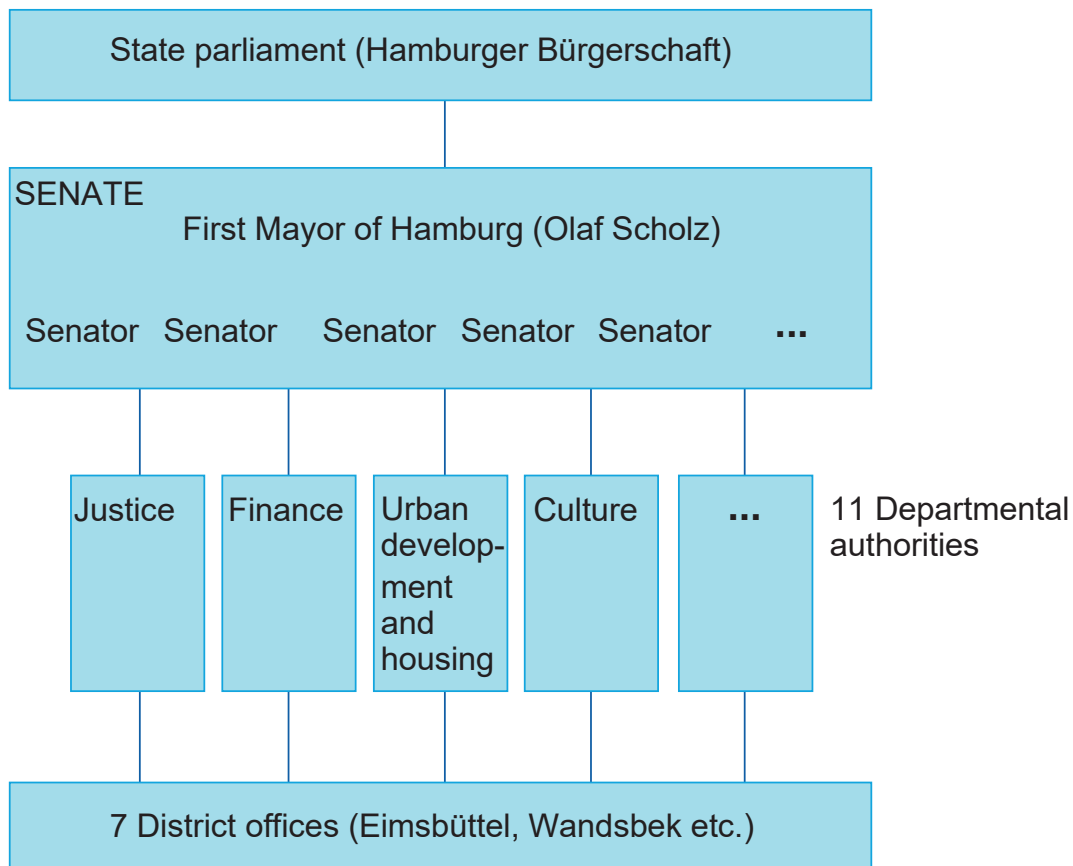 State parliament (Hamburger Bürgerschaft)
SENATE
First Mayor of Hamburg (Olaf Scholz)
Senator Senator Senator Senator Senator ...
Justice
Finance
Urban
develop-
ment
and
housing
Culture
...
11 Departmental
authorities
7 District offices (Eimsbüttel, Wandsbek etc.)